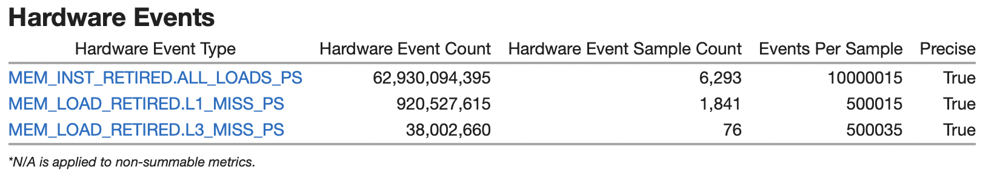 Hardware Events
Hardware Event Type Hardware Event Count Hardware Event Sample Count Events Per Sample Precise
MEM_INST_RETIRED.ALL_LOADS_PS 62,930,094,395 6,293 10000015 True
MEM_LOAD_RETIRED.L1_MISS_PS 920,527,615 1,841 500015 True
MEM_LOAD_RETIRED.L3_MISS_PS 38,002,660 76 500035 True
*N/A is applied to non-summable metrics.